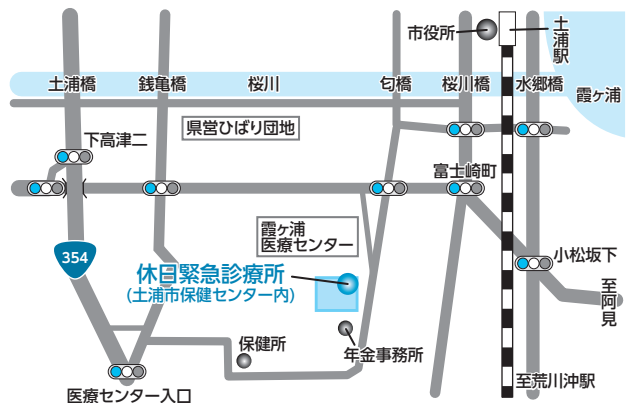 市役所
土浦駅
土浦橋
銭亀橋
桜川
匂橋
桜川橋
水郷橋
霞ヶ浦
県営ひばり団地
下高津二
富士崎町
霞ヶ浦
医療センター
354
休日緊急診療所
(土浦市保健センター内)
小松坂下
至阿見
保健所
年金事務所
医療センター入口
至荒川沖駅